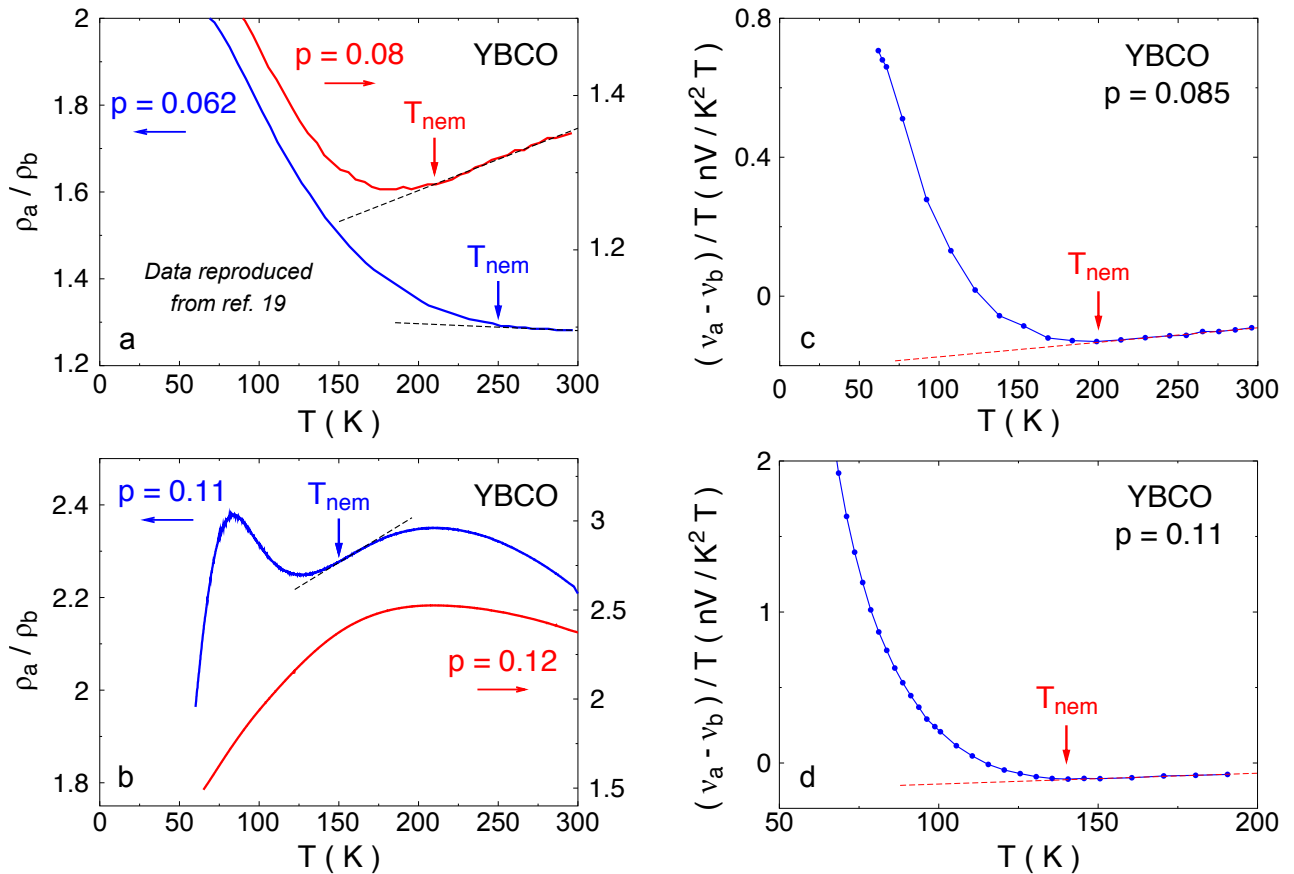 2
1.8
1.6
1.4
1.2
ρa / ρb
p = 0.08
p = 0.062
YBCO
Tnem
Tnem
Data reproduced
from ref. 19
a
1.4
1.2
0 50 100 150 200 250 300
T ( K )
0.8
0.4
0
( νa - νb ) / T ( nV / K² T )
YBCO
p = 0.085
Tnem
c
0 50 100 150 200 250 300
T ( K )
2.4
2.2
2
1.8
ρa / ρb
p = 0.11
Tnem
YBCO
p = 0.12
b
3
2.5
2
1.5
0 50 100 150 200 250 300
T ( K )
2
1
0
( νa - νb ) / T ( nV / K² T )
YBCO
p = 0.11
Tnem
d
50 100 150 200
T ( K )